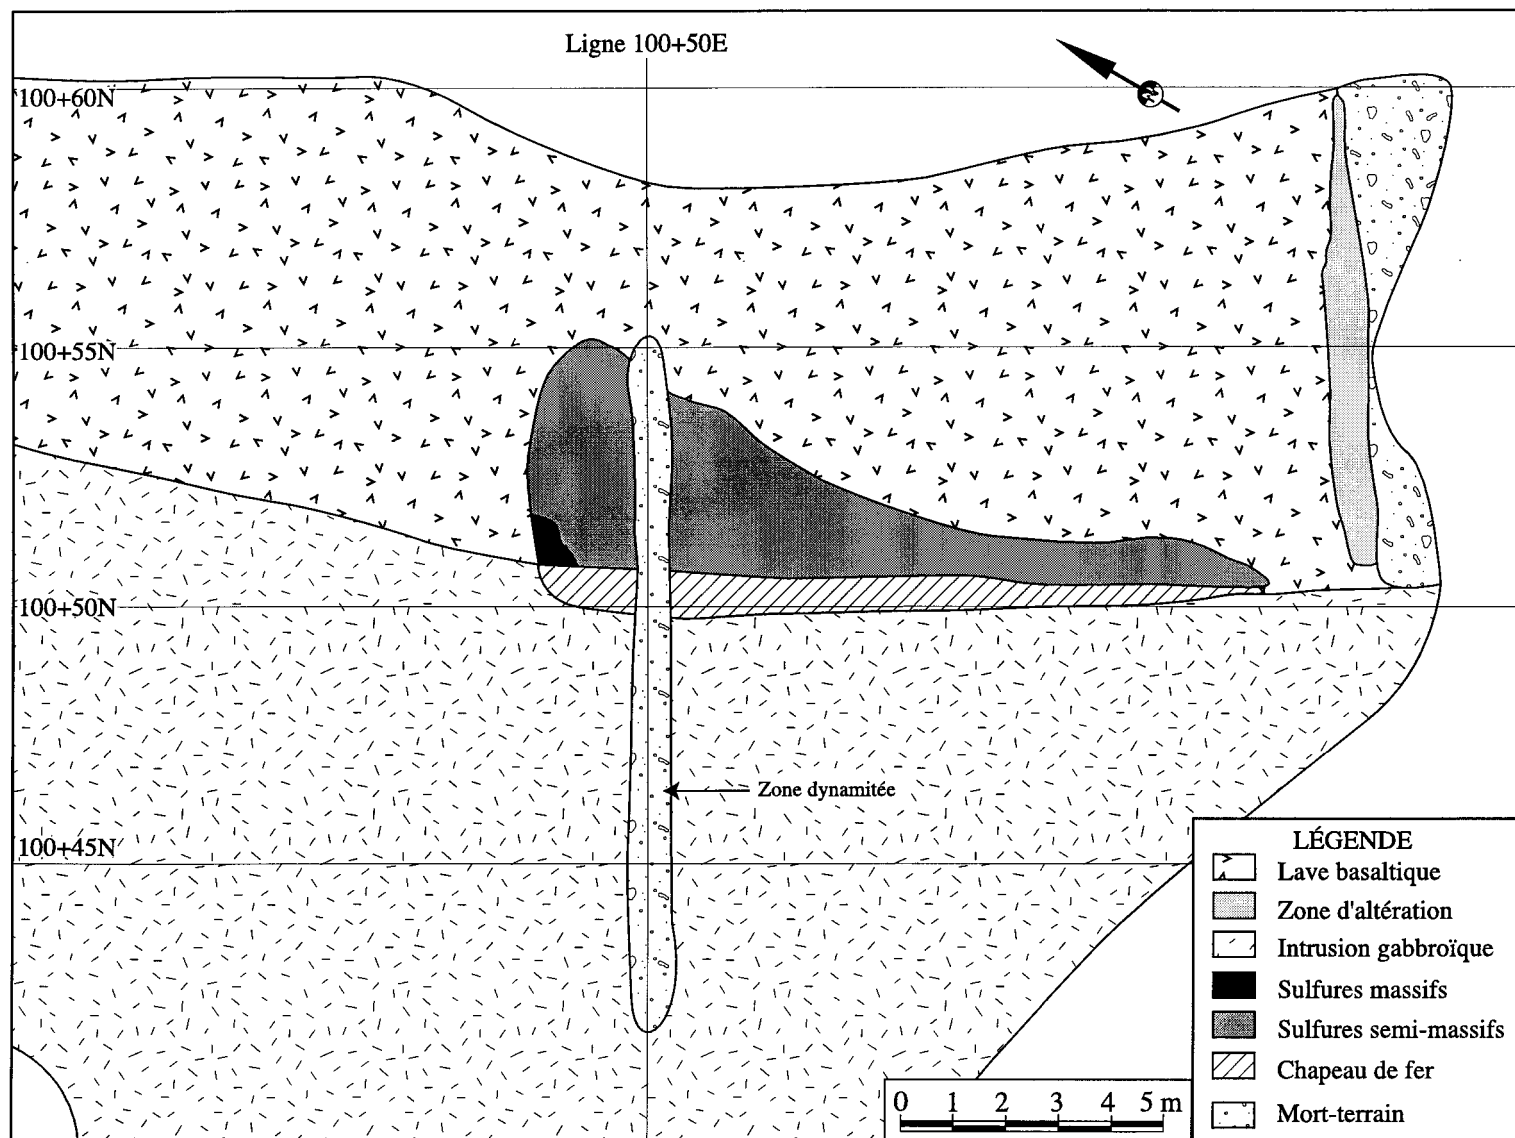 Ligne 100+50E
100+60N
100+55N
100+50N
Zone dynamitée
100+45N
LÉGENDE
Lave basaltique
Zone d'altération
Intrusion gabbroïque
Sulfures massifs
Sulfures semi-massifs
Chapeau de fer
Mort-terrain
0 1 2 3 4 5 m